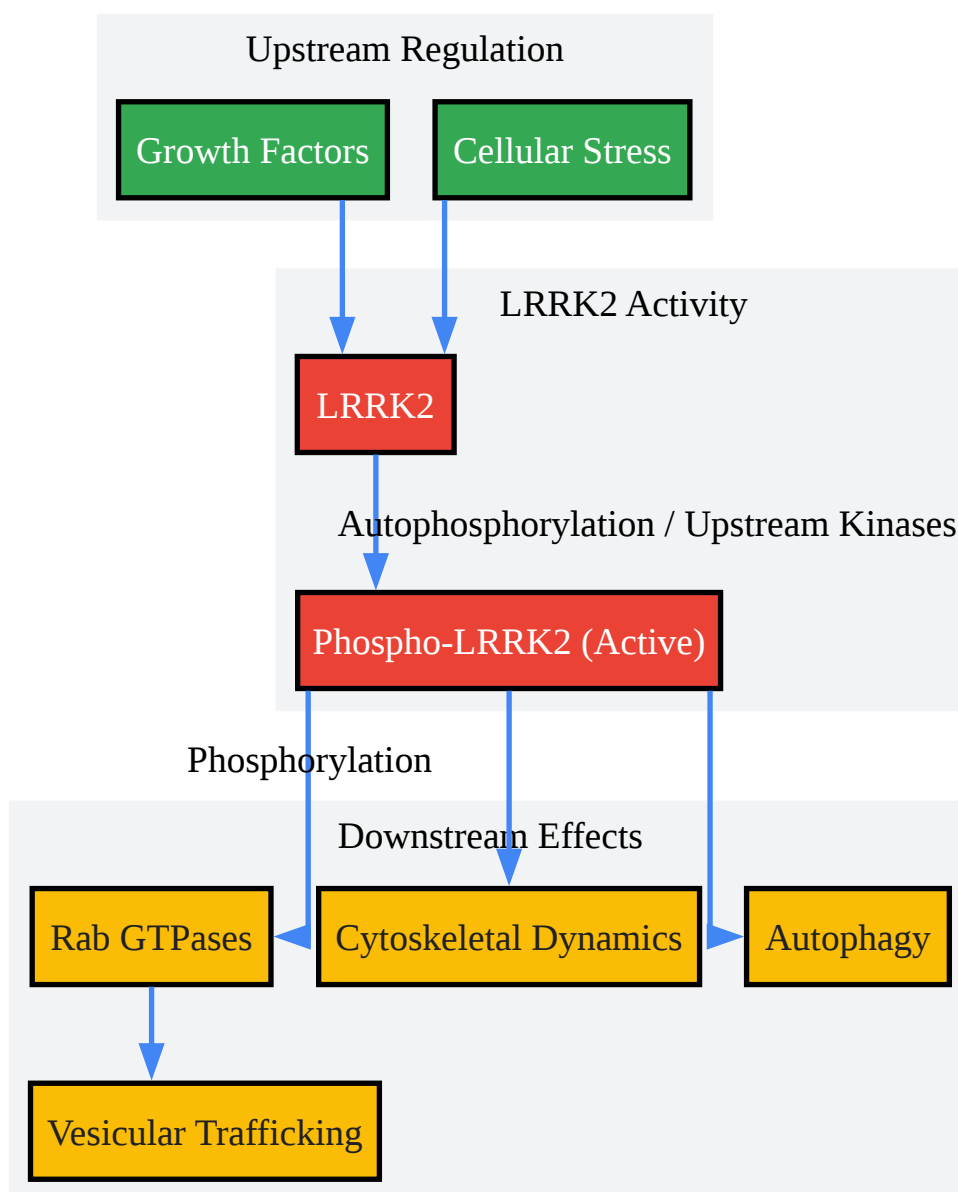 Upstream Regulation
Growth Factors
Cellular Stress
LRRK2 Activity
LRRK2
Autophosphorylation / Upstream Kinases
Phospho-LRRK2 (Active)
Phosphorylation
Downstream Effects
Rab GTPases
Cytoskeletal Dynamics
Autophagy
Vesicular Trafficking